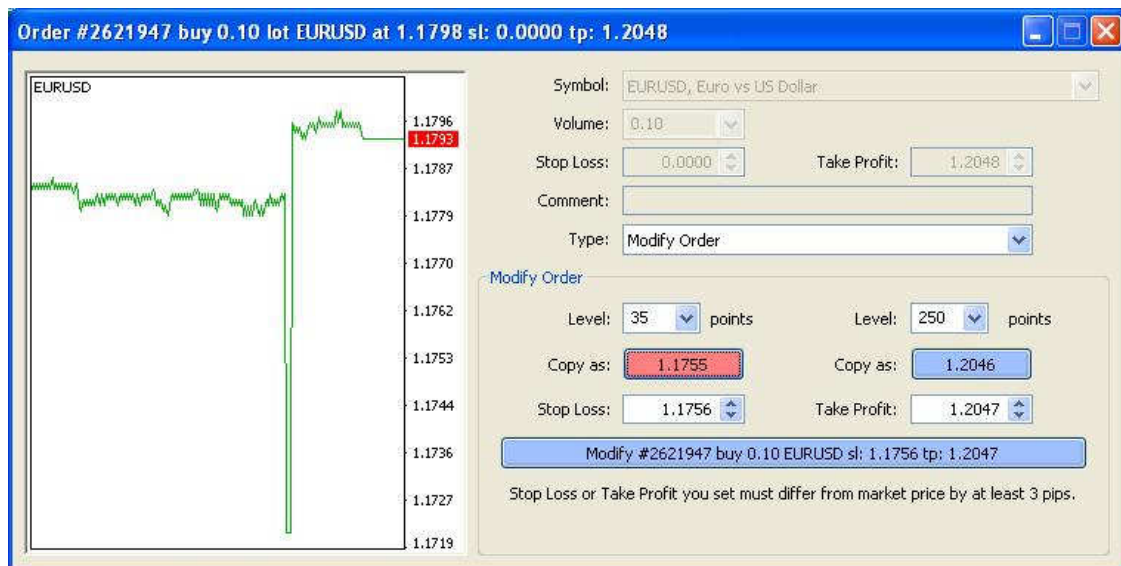 Order #2621947 buy 0.10 lot EURUSD at 1.1798 sl: 0.0000 tp: 1.2048
EURUSD
1.1796
1.1793
1.1787
1.1779
1.1770
1.1762
1.1753
1.1744
1.1736
1.1727
1.1719
Symbol: EURUSD, Euro vs US Dollar
Volume: 0.10
Stop Loss: 0.0000 Take Profit: 1.2048
Comment:
Type: Modify Order
Modify Order
Level: 35 points Level: 250 points
Copy as: 1.1755 Copy as: 1.2046
Stop Loss: 1.1756 Take Profit: 1.2047
Modify #2621947 buy 0.10 EURUSD sl: 1.1756 tp: 1.2047
Stop Loss or Take Profit you set must differ from market price by at least 3 pips.